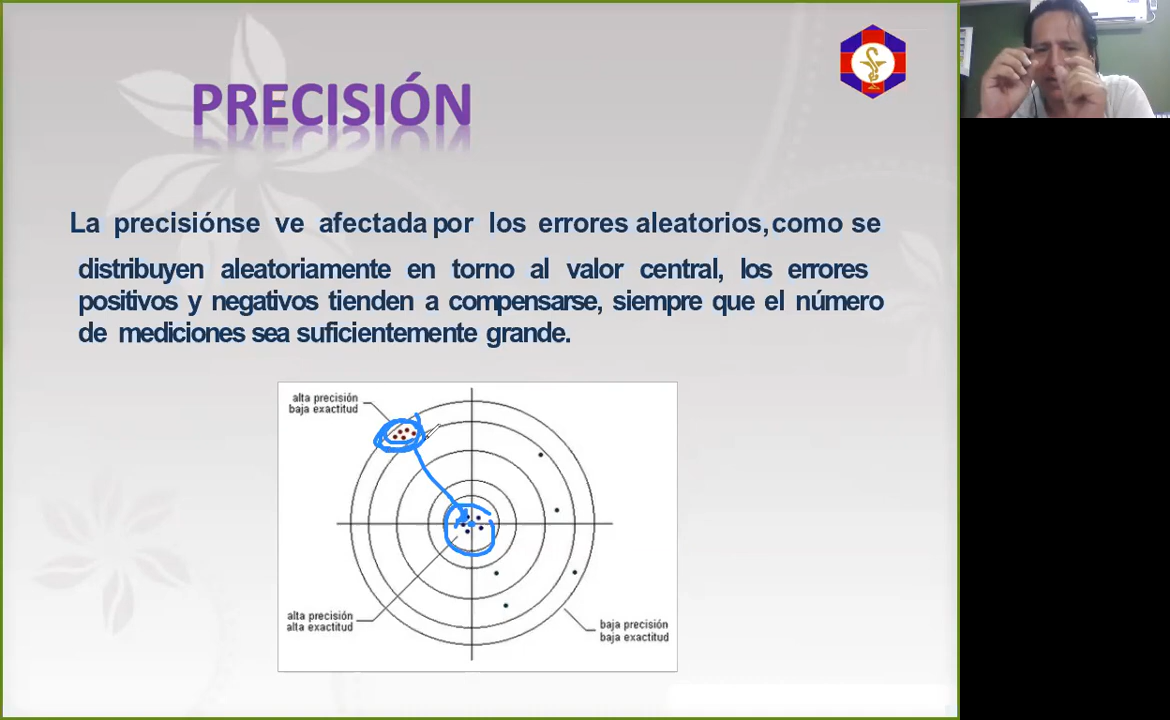 PRECISIÓN
La precisiónse ve afectada por los errores aleatorios, como se
distribuyen aleatoriamente en torno al valor central, los errores
positivos y negativos tienden a compensarse, siempre que el número
de mediciones sea suficientemente grande.
alta precisión
baja exactitud
alta precisión
alta exactitud
baja precisión
baja exactitud